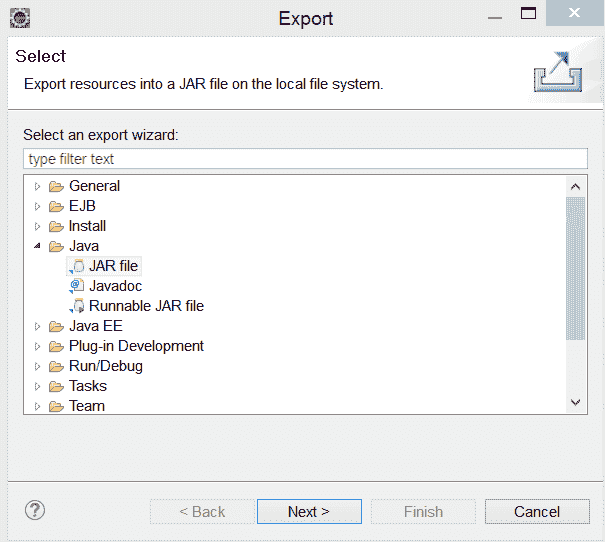 Export
Select
Export resources into a JAR file on the local file system.
Select an export wizard:
type filter text
General
EJB
Install
Java
JAR file
Javadoc
Runnable JAR file
Java EE
Plug-in Development
Run/Debug
Tasks
Team
? < Back Next > Finish Cancel